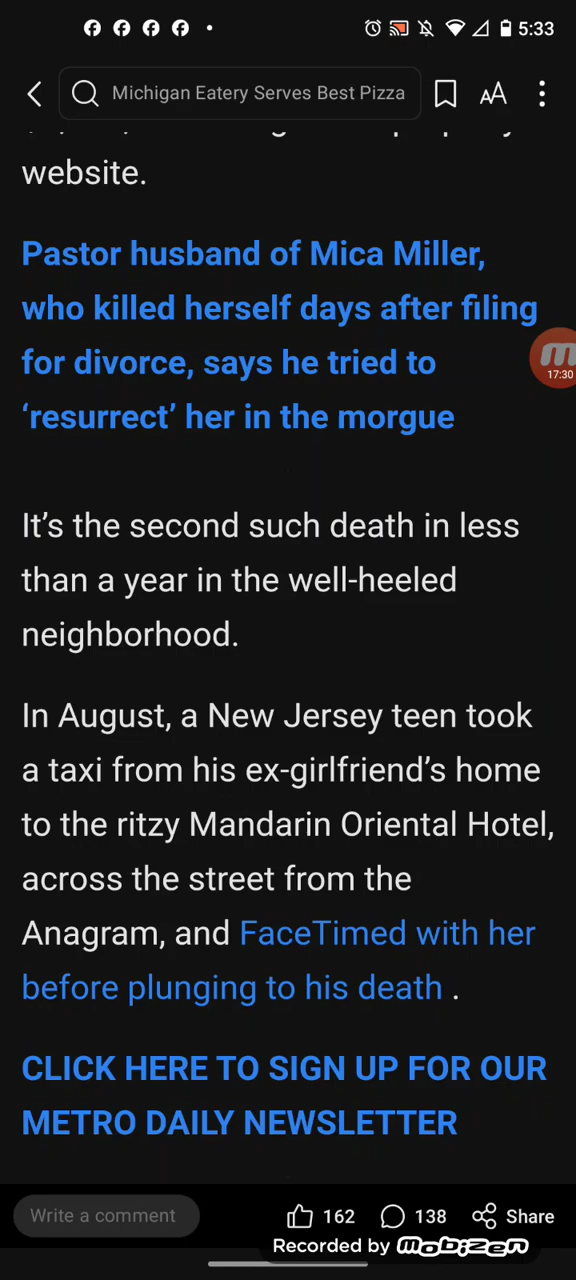 5:33
Michigan Eatery Serves Best Pizza
AA
website.
Pastor husband of Mica Miller,
who killed herself days after filing
for divorce, says he tried to
‘resurrect’ her in the morgue
17:30
It’s the second such death in less
than a year in the well-heeled
neighborhood.
In August, a New Jersey teen took
a taxi from his ex-girlfriend’s home
to the ritzy Mandarin Oriental Hotel,
across the street from the
Anagram, and FaceTimed with her
before plunging to his death .
CLICK HERE TO SIGN UP FOR OUR
METRO DAILY NEWSLETTER
Write a comment 162 138 Share
Recorded by mobizen